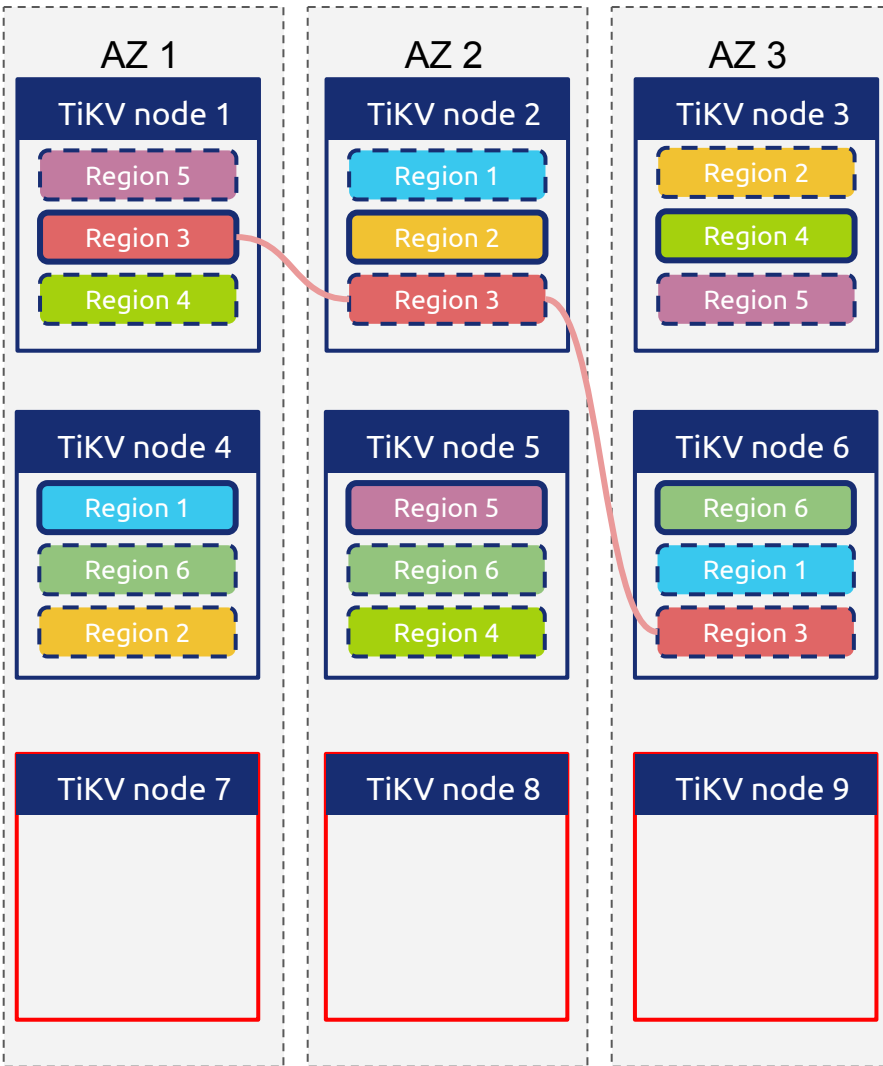 AZ 1
TiKV node 1
Region 5
Region 3
Region 4
TiKV node 4
Region 1
Region 6
Region 2
TiKV node 7
AZ 2
TiKV node 2
Region 1
Region 2
Region 3
TiKV node 5
Region 5
Region 6
Region 4
TiKV node 8
AZ 3
TiKV node 3
Region 2
Region 4
Region 5
TiKV node 6
Region 6
Region 1
Region 3
TiKV node 9